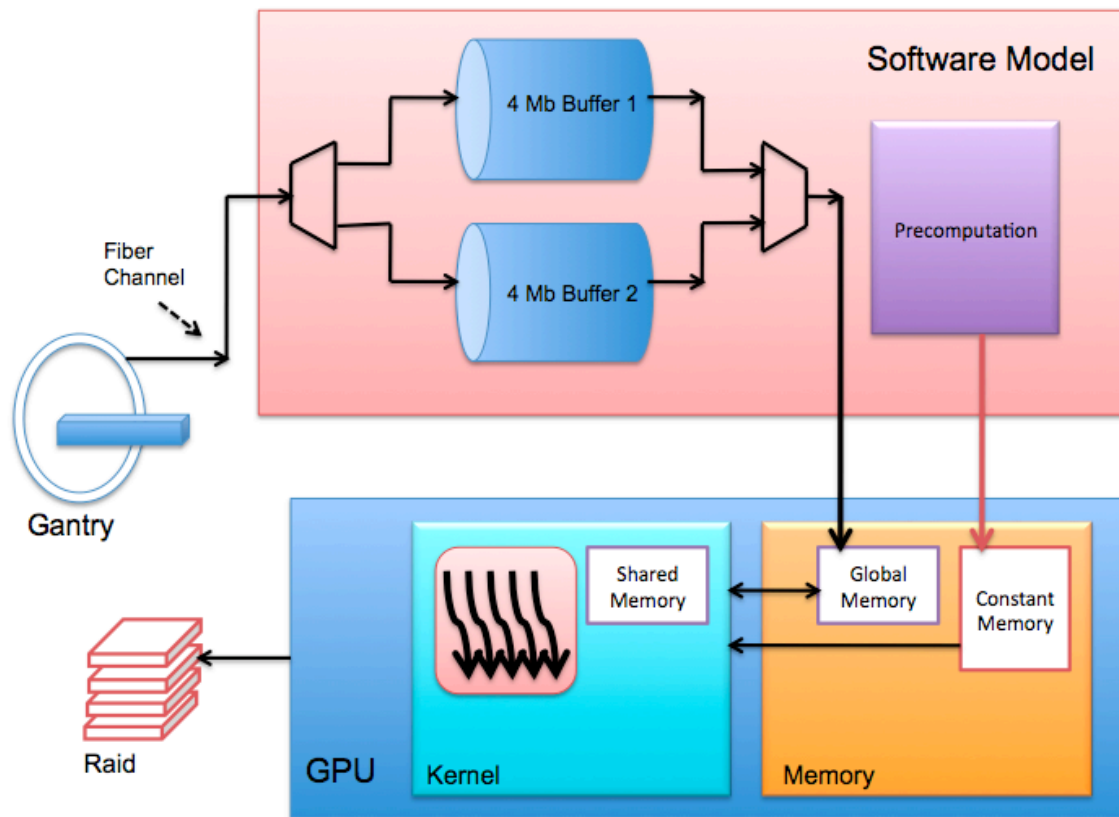 Software Model
4 Mb Buffer 1
4 Mb Buffer 2
Precomputation
Fiber
Channel
Gantry
Shared
Memory
Global
Memory
Constant
Memory
Raid
GPU
Kernel
Memory